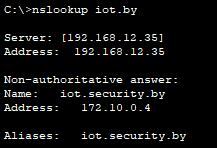 C:\>nslookup iot.by
Server: [192.168.12.35]
Address: 192.168.12.35
Non-authoritative answer:
Name: iot.security.by
Address: 172.10.0.4
Aliases: iot.security.by